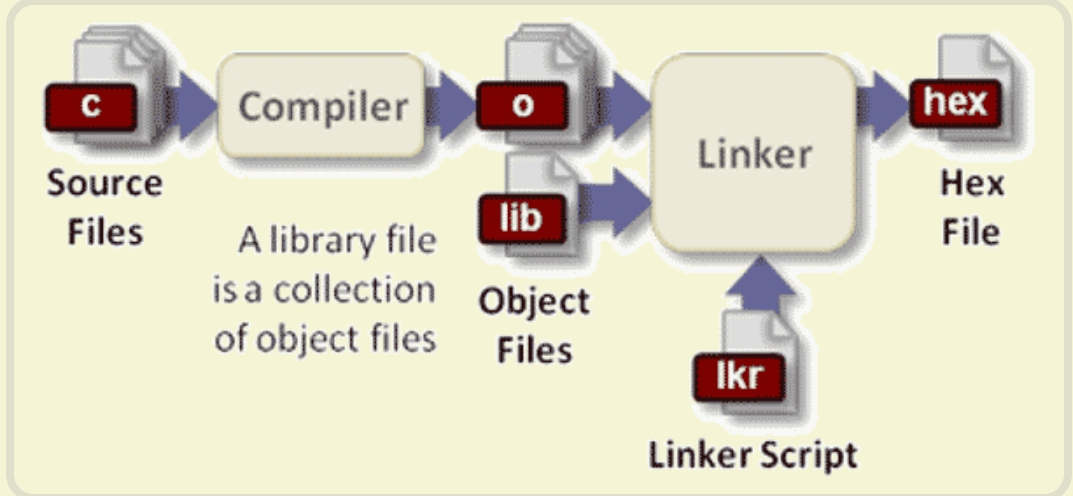 c
Source
Files
Compiler
A library file
is a collection
of object files
o
lib
Object
Files
Linker
lkr
Linker Script
hex
Hex
File